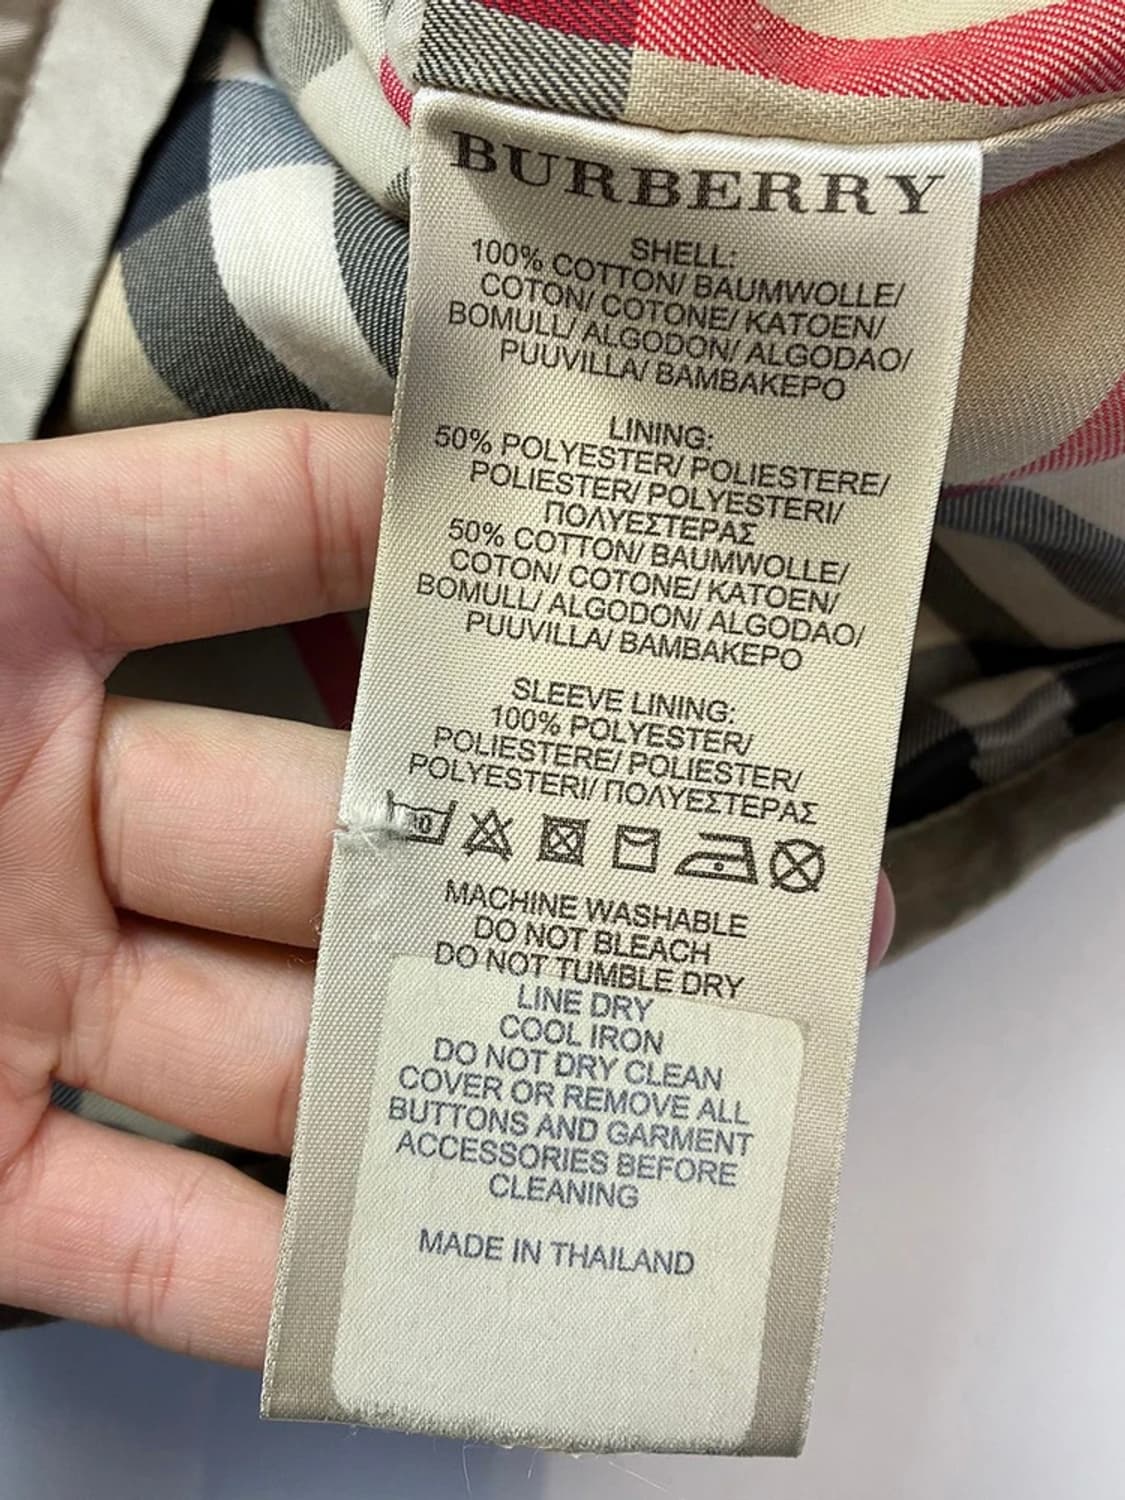 BURBERRY
SHELL:
100% COTTON/ BAUMWOLLE/
COTON/ COTONE/ KATOEN/
BOMULL/ ALGODON/ ALGODAO/
PUUVILLA/ BAMBAKEPO
LINING:
50% POLYESTER/ POLIESTERE/
POLIESTER/ POLYESTERI/
ΠΟΛΥΕΣΤΕΡΑΣ
50% COTTON/ BAUMWOLLE/
COTON/ COTONE/ KATOEN/
BOMULL/ ALGODON/ ALGODAO/
PUUVILLA/ BAMBAKEPO
SLEEVE LINING:
100% POLYESTER/
POLIESTERE/ POLIESTER/
POLYESTERI/ ΠΟΛΥΕΣΤΕΡΑΣ
MACHINE WASHABLE
DO NOT BLEACH
DO NOT TUMBLE DRY
LINE DRY
COOL IRON
DO NOT DRY CLEAN
COVER OR REMOVE ALL
BUTTONS AND GARMENT
ACCESSORIES BEFORE
CLEANING
MADE IN THAILAND